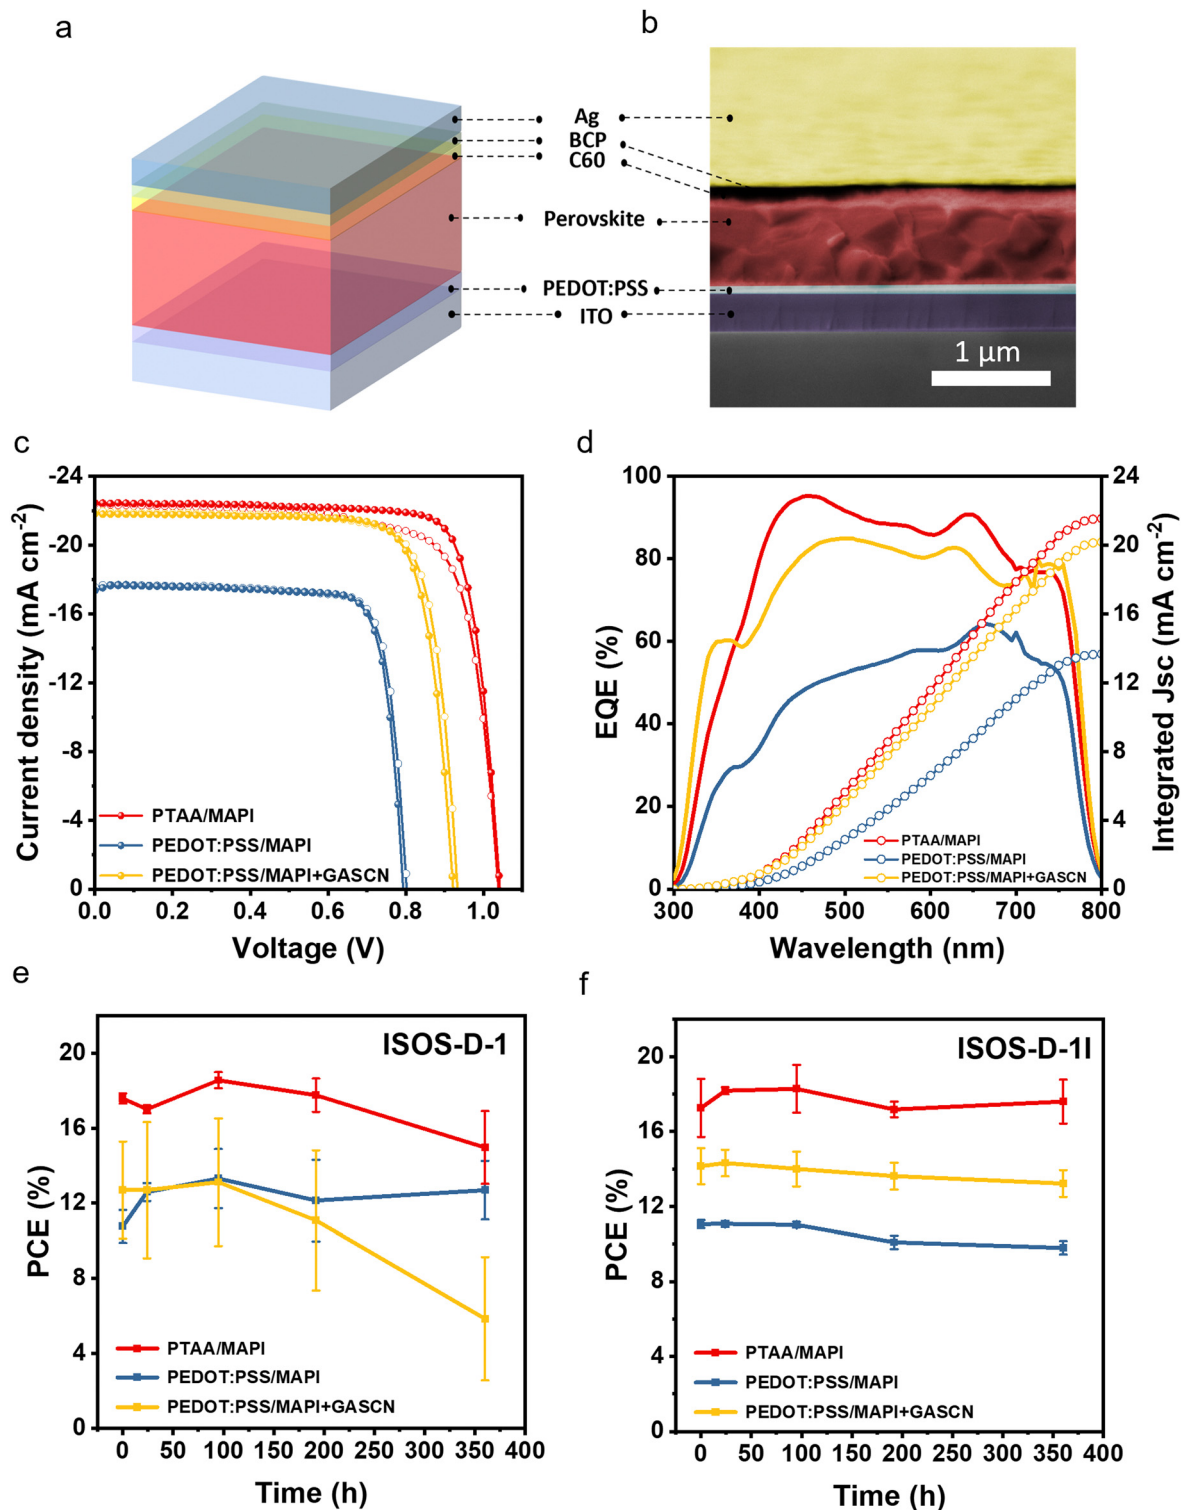 a
b
Ag
BCP
C60
Perovskite
PEDOT:PSS
ITO
1 µm
c
d
-24
-20
-16
-12
-8
-4
0
Current density (mA cm-2)
PTAA/MAPI
PEDOT:PSS/MAPI
PEDOT:PSS/MAPI+GASCN
0.0 0.2 0.4 0.6 0.8 1.0
Voltage (V)
100
80
60
40
20
0
EQE (%)
24
20
16
12
8
4
0
Integrated Jsc (mA cm-2)
PTAA/MAPI
PEDOT:PSS/MAPI
PEDOT:PSS/MAPI+GASCN
300 400 500 600 700 800
Wavelength (nm)
e
f
ISOS-D-1
20
16
12
8
4
0
PCE (%)
PTAA/MAPI
PEDOT:PSS/MAPI
PEDOT:PSS/MAPI+GASCN
0 50 100 150 200 250 300 350 400
Time (h)
ISOS-D-1I
20
16
12
8
4
0
PCE (%)
PTAA/MAPI
PEDOT:PSS/MAPI
PEDOT:PSS/MAPI+GASCN
0 50 100 150 200 250 300 350 400
Time (h)